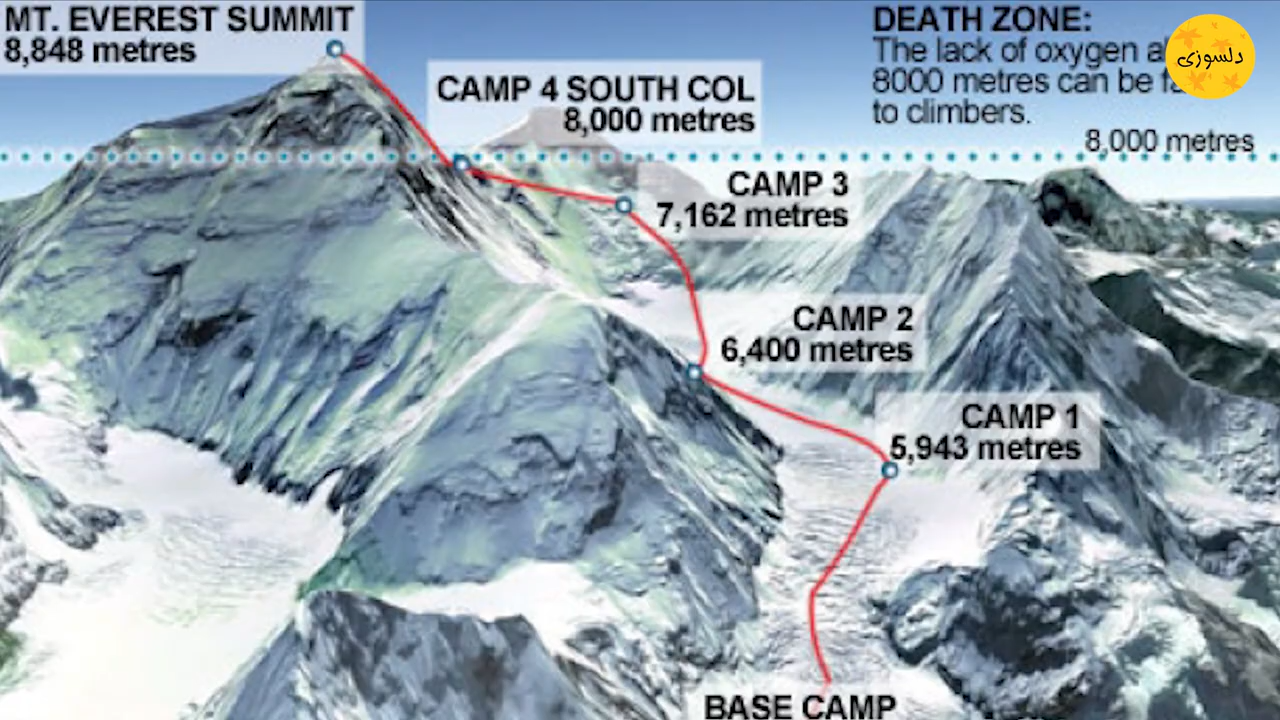 MT. EVEREST SUMMIT
8,848 metres
DEATH ZONE:
The lack of oxygen
8000 metres can be
to climbers.
8,000 metres
دلسوزی
CAMP 4 SOUTH COL
8,000 metres
CAMP 3
7,162 metres
CAMP 2
6,400 metres
CAMP 1
5,943 metres
BASE CAMP